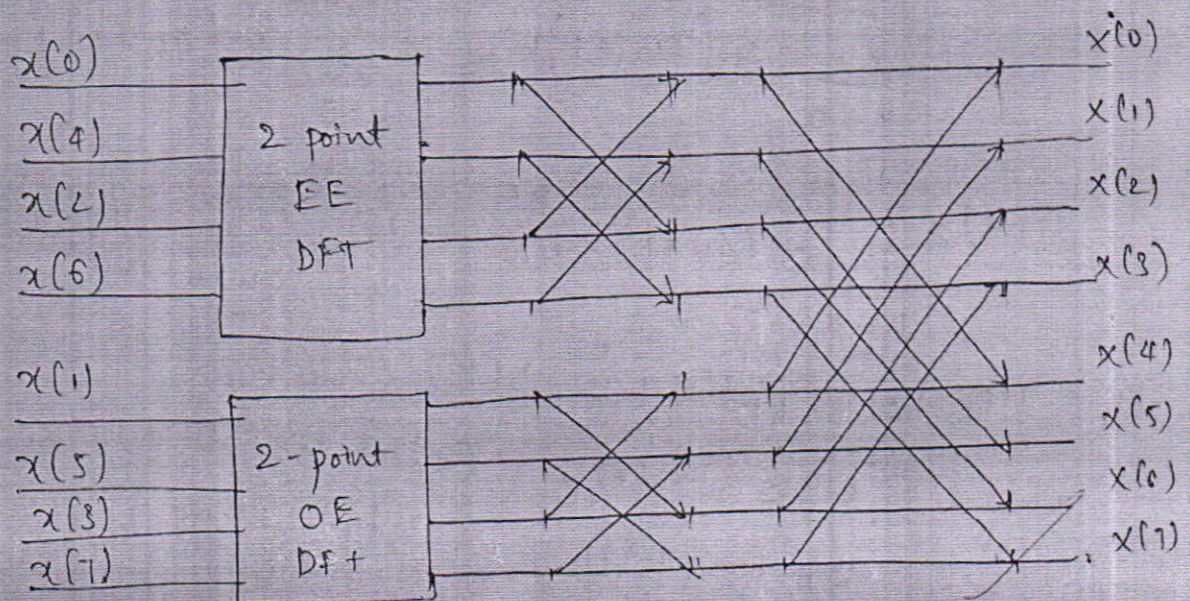 x(0)
x(4)
x(2)
x(6)
2 point
EE
DFT
x(1)
x(5)
x(3)
x(7)
2-point
OE
DFt
X(0)
X(1)
X(2)
X(3)
X(4)
X(5)
X(6)
X(7)